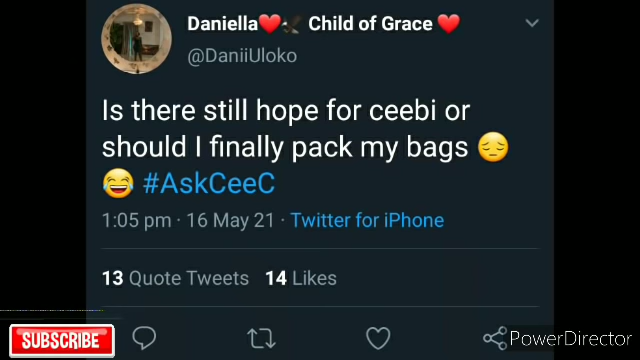 Daniella❤️🦅 Child of Grace ❤️
@DaniiUloko
Is there still hope for ceebi or
should I finally pack my bags 😔
😂 #AskCeeC
1:05 pm · 16 May 21 · Twitter for iPhone
13 Quote Tweets 14 Likes
SUBSCRIBE
PowerDirector